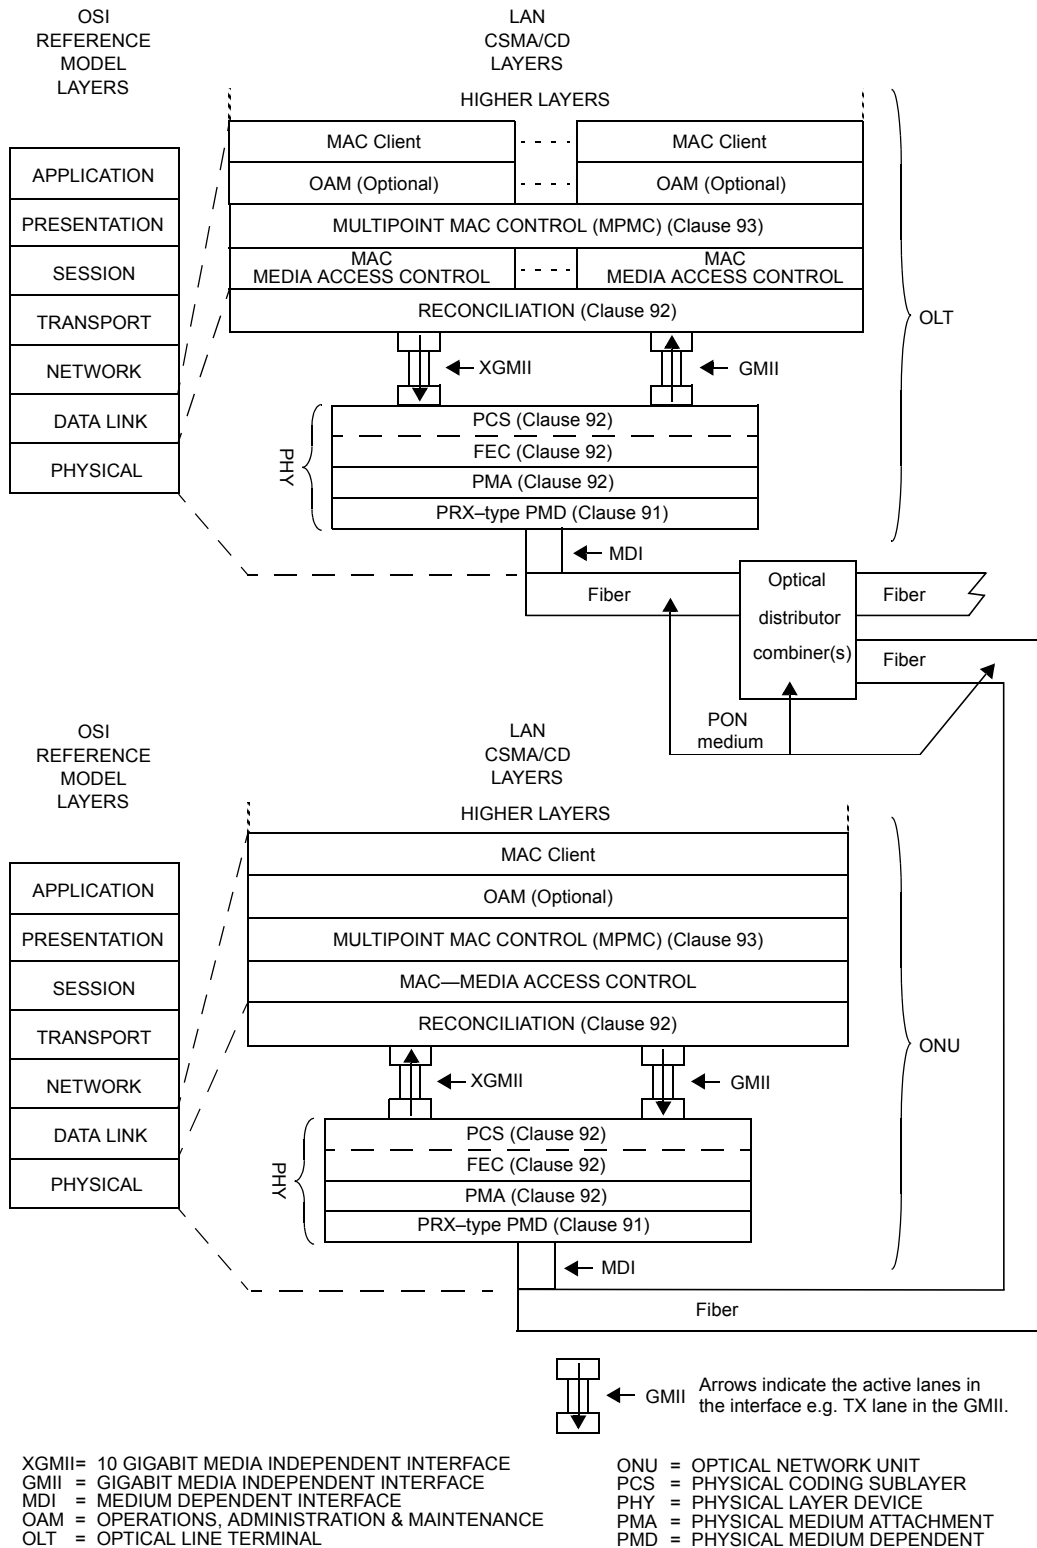 OSI
REFERENCE
MODEL
LAYERS
LAN
CSMA/CD
LAYERS
HIGHER LAYERS
APPLICATION
PRESENTATION
SESSION
TRANSPORT
NETWORK
DATA LINK
PHYSICAL
MAC Client
MAC Client
OAM (Optional)
OAM (Optional)
MULTIPOINT MAC CONTROL (MPMC) (Clause 93)
MAC
MEDIA ACCESS CONTROL
MAC
MEDIA ACCESS CONTROL
RECONCILIATION (Clause 92)
XGMII
GMII
OLT
PHY
PCS (Clause 92)
FEC (Clause 92)
PMA (Clause 92)
PRX–type PMD (Clause 91)
MDI
Fiber
Optical
distributor
combiner(s)
Fiber
Fiber
PON
medium
OSI
REFERENCE
MODEL
LAYERS
LAN
CSMA/CD
LAYERS
HIGHER LAYERS
APPLICATION
PRESENTATION
SESSION
TRANSPORT
NETWORK
DATA LINK
PHYSICAL
MAC Client
OAM (Optional)
MULTIPOINT MAC CONTROL (MPMC) (Clause 93)
MAC—MEDIA ACCESS CONTROL
RECONCILIATION (Clause 92)
XGMII
GMII
ONU
PHY
PCS (Clause 92)
FEC (Clause 92)
PMA (Clause 92)
PRX–type PMD (Clause 91)
MDI
Fiber
GMII
Arrows indicate the active lanes in
the interface e.g. TX lane in the GMII.
XGMII= 10 GIGABIT MEDIA INDEPENDENT INTERFACE
GMII = GIGABIT MEDIA INDEPENDENT INTERFACE
MDI = MEDIUM DEPENDENT INTERFACE
OAM = OPERATIONS, ADMINISTRATION & MAINTENANCE
OLT = OPTICAL LINE TERMINAL
ONU = OPTICAL NETWORK UNIT
PCS = PHYSICAL CODING SUBLAYER
PHY = PHYSICAL LAYER DEVICE
PMA = PHYSICAL MEDIUM ATTACHMENT
PMD = PHYSICAL MEDIUM DEPENDENT